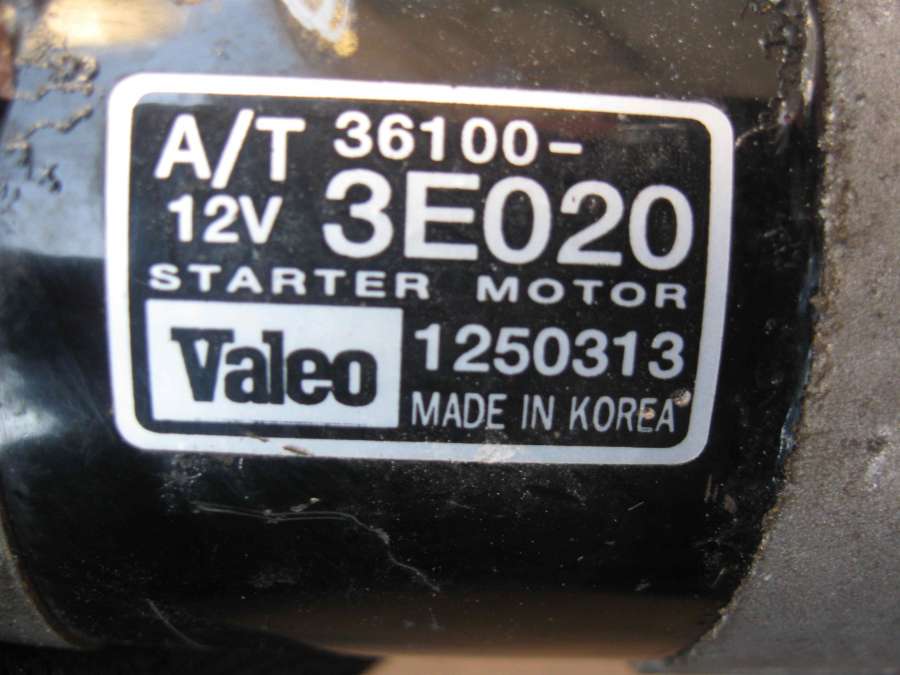 A/T 36100-
12V 3E020
STARTER MOTOR
Valeo 1250313
MADE IN KOREA